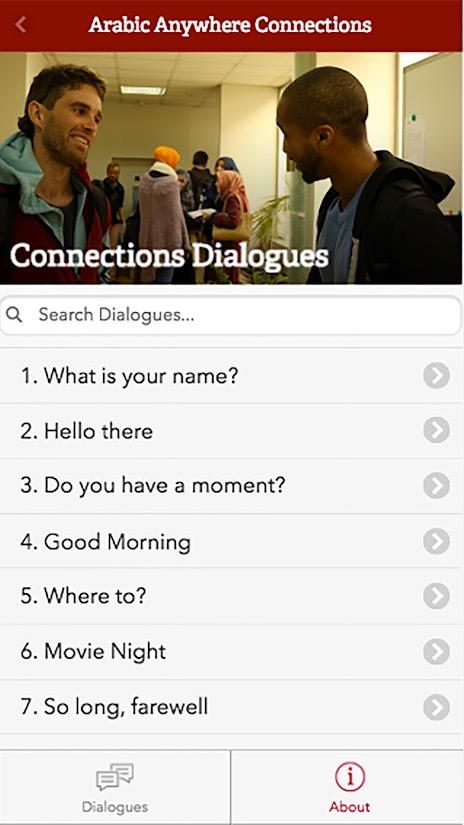 Arabic Anywhere Connections
Connections Dialogues
Search Dialogues...
1. What is your name?
2. Hello there
3. Do you have a moment?
4. Good Morning
5. Where to?
6. Movie Night
7. So long, farewell
Dialogues
About